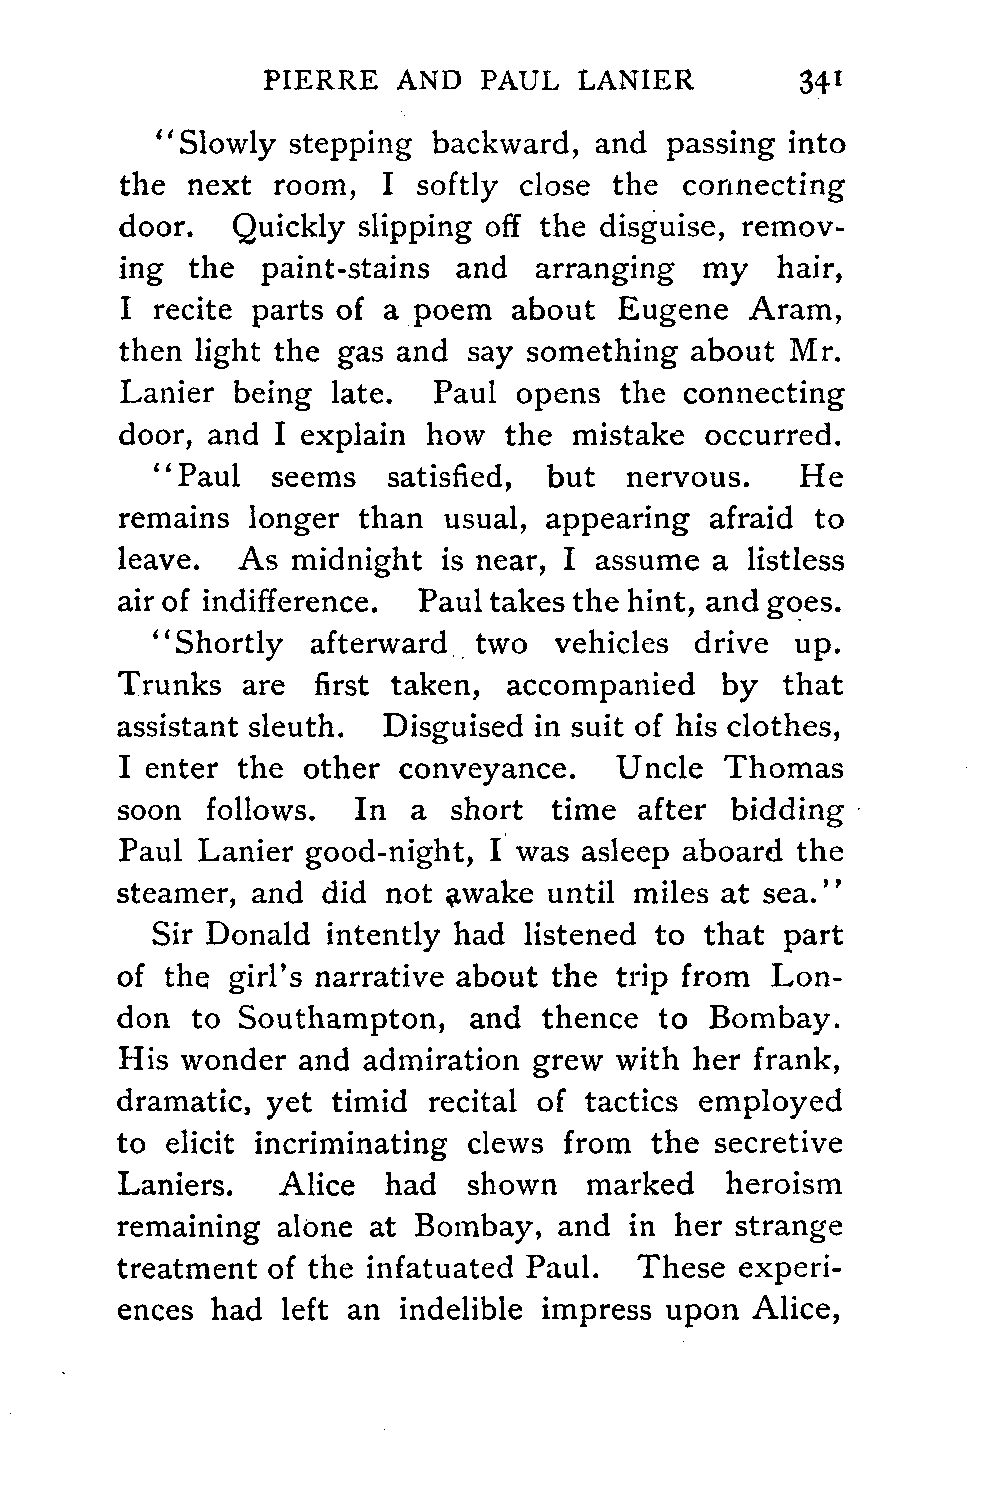 PIERRE AND PAUL LANIER 341
"Slowly stepping backward, and passing into
the next room, I softly close the connecting
door. Quickly slipping off the disguise, remov-
ing the paint-stains and arranging my hair,
I recite parts of a poem about Eugene Aram,
then light the gas and say something about Mr.
Lanier being late. Paul opens the connecting
door, and I explain how the mistake occurred.
"Paul seems satisfied, but nervous. He
remains longer than usual, appearing afraid to
leave. As midnight is near, I assume a listless
air of indifference. Paul takes the hint, and goes.
"Shortly afterward two vehicles drive up.
Trunks are first taken, accompanied by that
assistant sleuth. Disguised in suit of his clothes,
I enter the other conveyance. Uncle Thomas
soon follows. In a short time after bidding
Paul Lanier good-night, I was asleep aboard the
steamer, and did not awake until miles at sea."
Sir Donald intently had listened to that part
of the girl's narrative about the trip from Lon-
don to Southampton, and thence to Bombay.
His wonder and admiration grew with her frank,
dramatic, yet timid recital of tactics employed
to elicit incriminating clews from the secretive
Laniers. Alice had shown marked heroism
remaining alone at Bombay, and in her strange
treatment of the infatuated Paul. These experi-
ences had left an indelible impress upon Alice,